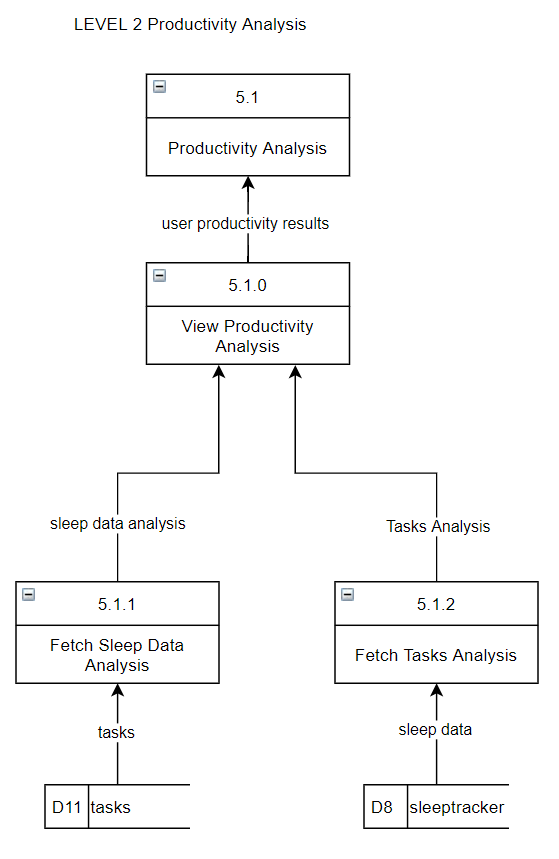 LEVEL 2 Productivity Analysis
5.1
Productivity Analysis
user productivity results
5.1.0
View Productivity
Analysis
sleep data analysis
Tasks Analysis
5.1.1
Fetch Sleep Data
Analysis
5.1.2
Fetch Tasks Analysis
tasks
sleep data
D11 tasks
D8 sleeptracker